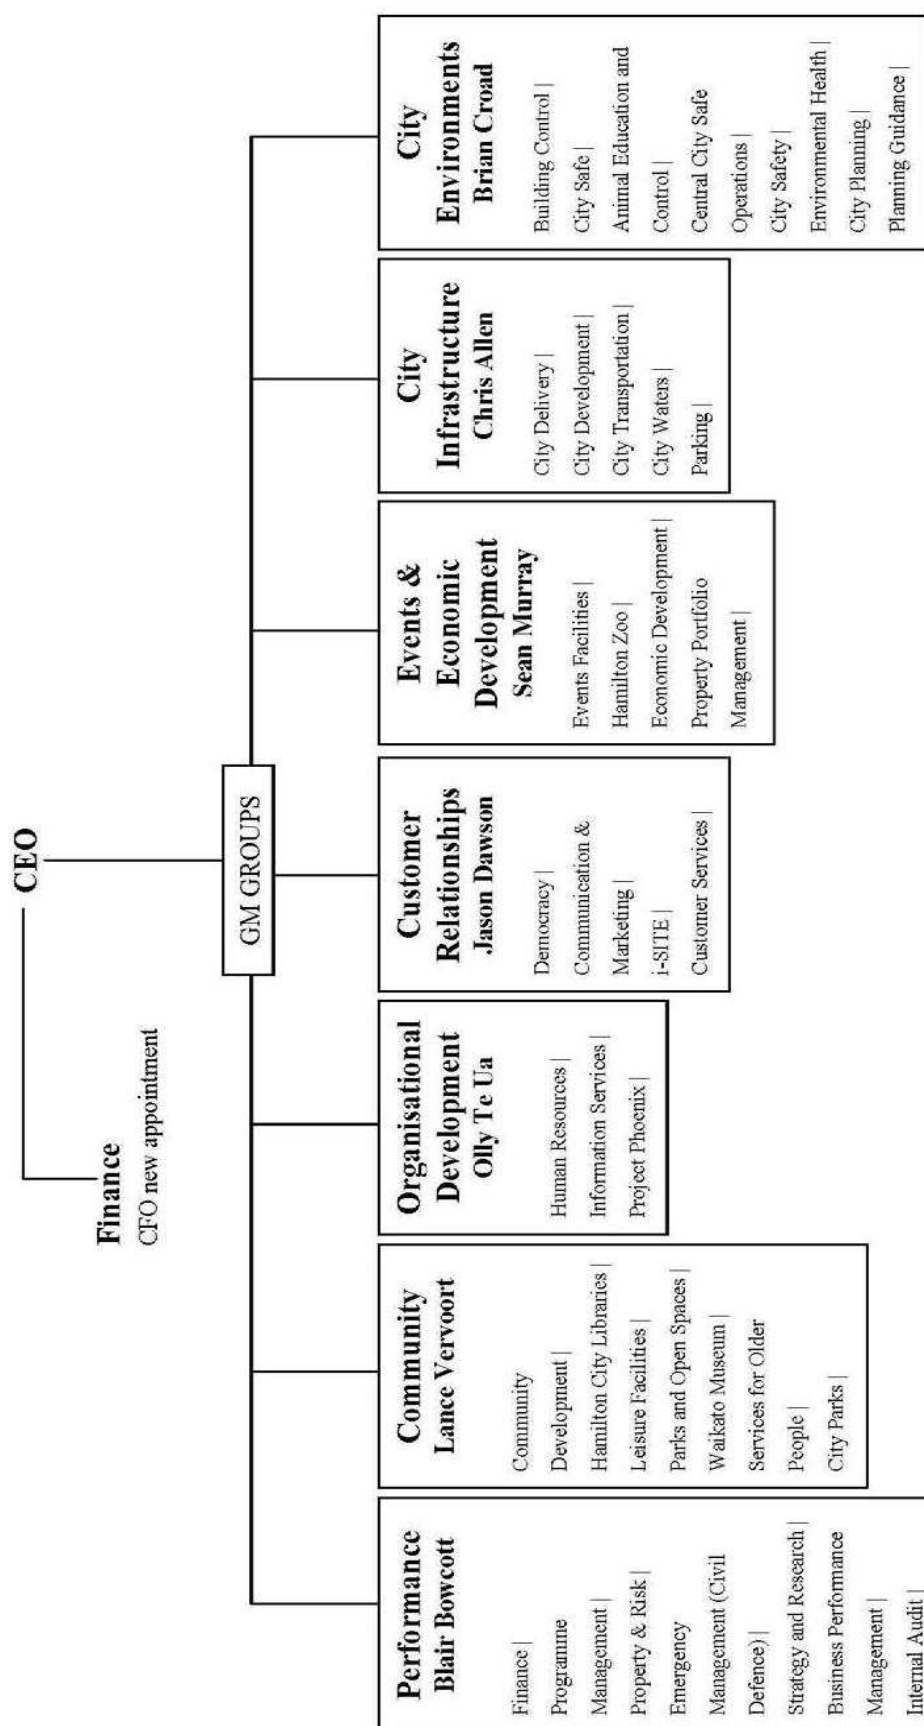 CEO
Finance
CFO new appointment
GM GROUPS
Performance
Blair Bowcott
Finance |
Programme
Management |
Property & Risk |
Emergency
Management (Civil
Defence) |
Strategy and Research |
Business Performance
Management |
Internal Audit |
Community
Lance Vervoort
Community
Development |
Hamilton City Libraries |
Leisure Facilities |
Parks and Open Spaces |
Waikato Museum |
Services for Older
People |
City Parks |
Organisational
Development
Olly Te Ua
Human Resources |
Information Services |
Project Phoenix |
Customer
Relationships
Jason Dawson
Democracy |
Communication &
Marketing |
i-SITE |
Customer Services |
Events &
Economic
Development
Sean Murray
Events Facilities |
Hamilton Zoo |
Economic Development |
Property Portfolio
Management |
City
Infrastructure
Chris Allen
City Delivery |
City Development |
City Transportation |
City Waters |
Parking |
City
Environments
Brian Croad
Building Control |
City Safe |
Animal Education and
Control |
Central City Safe
Operations |
City Safety |
Environmental Health |
City Planning |
Planning Guidance |